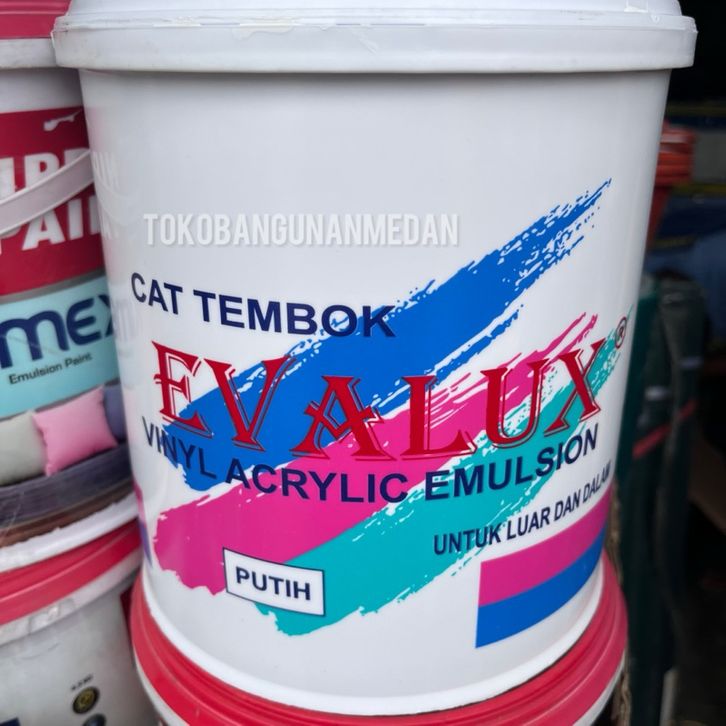 TOKOBANGUNANMEDAN
CAT TEMBOK
EVALUX®
VINYL ACRYLIC EMULSION
UNTUK LUAR DAN DALAM
PUTIH
Emulsion Paint